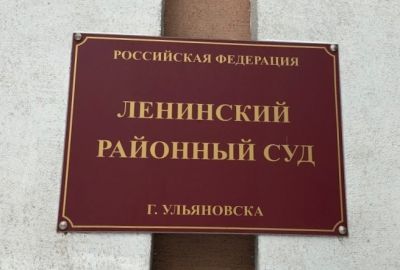 РОССИЙСКАЯ ФЕДЕРАЦИЯ
ЛЕНИНСКИЙ
РАЙОННЫЙ СУД
Г. УЛЬЯНОВСКА